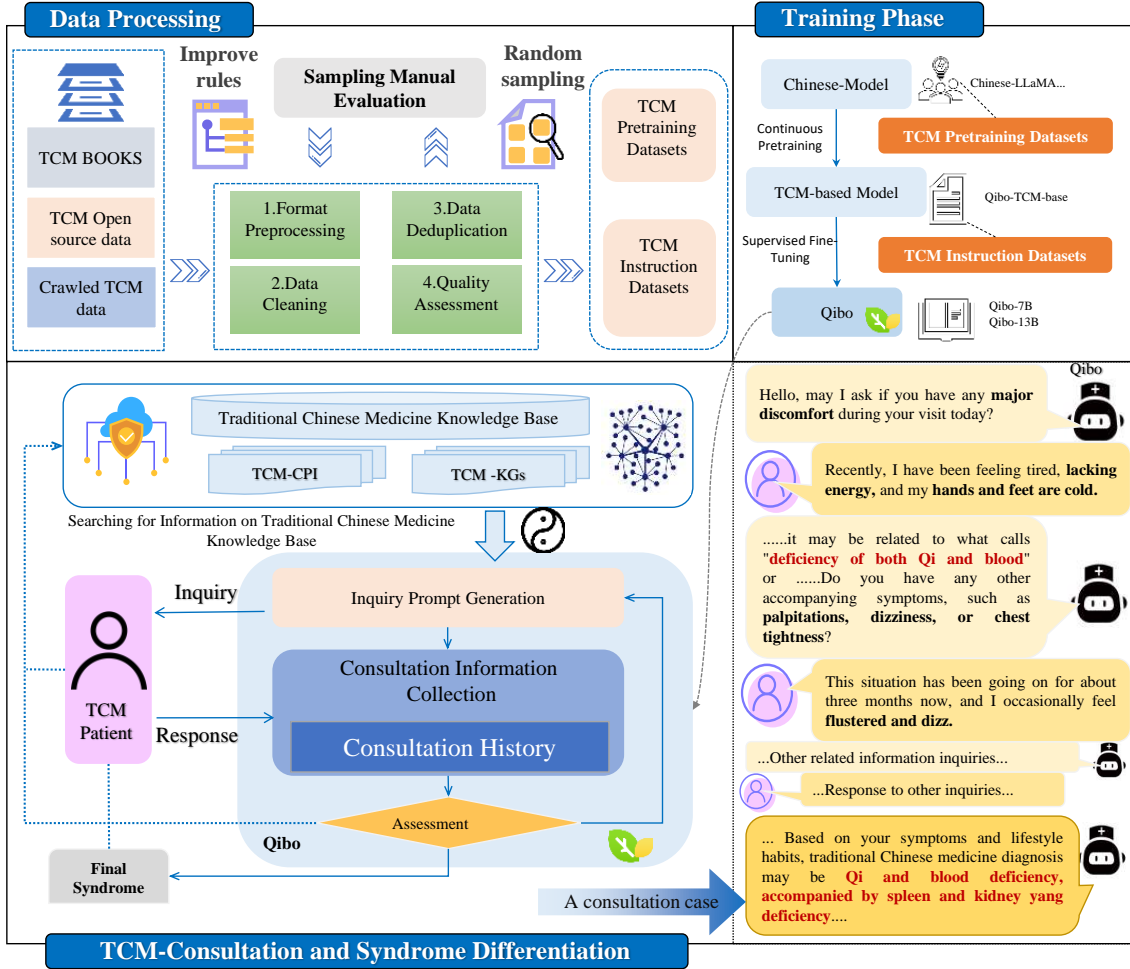 Data Processing
Training Phase
TCM BOOKS
TCM Open
source data
Crawled TCM
data
Improve
rules
Sampling Manual
Evaluation
Random
sampling
1.Format
Preprocessing
2.Data
Cleaning
3.Data
Deduplication
4.Quality
Assessment
TCM
Pretraining
Datasets
TCM
Instruction
Datasets
Chinese-Model
Chinese-LLaMA...
Continuous
Pretraining
TCM Pretraining Datasets
TCM-based Model
Qibo-TCM-base
Supervised Fine-
Tuning
TCM Instruction Datasets
Qibo
Qibo-7B
Qibo-13B
Traditional Chinese Medicine Knowledge Base
TCM-CPI
TCM -KGs
Searching for Information on Traditional Chinese Medicine
Knowledge Base
Inquiry
Inquiry Prompt Generation
Consultation Information
Collection
Consultation History
TCM
Patient
Response
Assessment
Qibo
Final
Syndrome
A consultation case
TCM-Consultation and Syndrome Differentiation
Qibo
Hello, may I ask if you have any major
discomfort during your visit today?
Recently, I have been feeling tired, lacking
energy, and my hands and feet are cold.
......it may be related to what calls
"deficiency of both Qi and blood"
or ......Do you have any other
accompanying symptoms, such as
palpitations, dizziness, or chest
tightness?
This situation has been going on for about
three months now, and I occasionally feel
flustered and dizz.
...Other related information inquiries...
...Response to other inquiries...
... Based on your symptoms and lifestyle
habits, traditional Chinese medicine diagnosis
may be Qi and blood deficiency,
accompanied by spleen and kidney yang
deficiency....